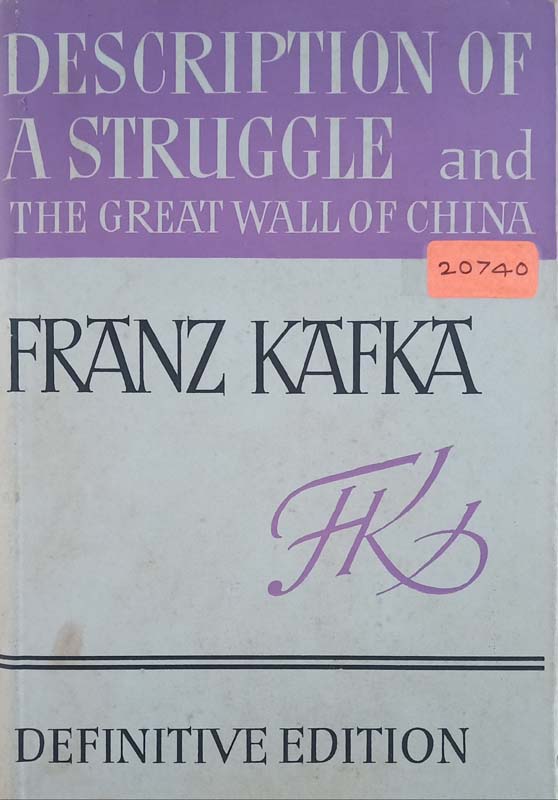 DESCRIPTION OF
A STRUGGLE and
THE GREAT WALL OF CHINA
20740
FRANZ KAFKA
FK
DEFINITIVE EDITION